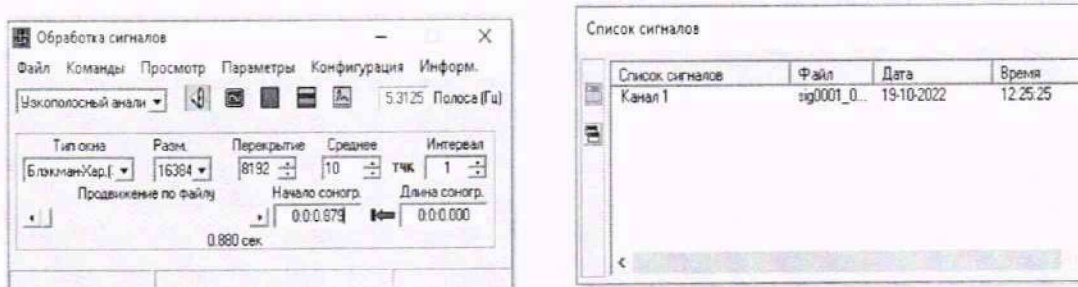 Обработка сигналов
Файл Команды Просмотр Параметры Конфигурация Информ.
Узкополосный анали 5.3125 Полоса (Гц)
Тип окна Разм. Перекрытие Среднее Интервал
Блэкман-Хар.( 16384 8192 10 тчк 1
Продвижение по файлу Начало соногр. Длина соногр.
0:0:0.879 0:0:0.000
0.880 сек
Список сигналов
Список сигналов Файл Дата Время
Канал 1 sig0001_0... 19-10-2022 12:25:25